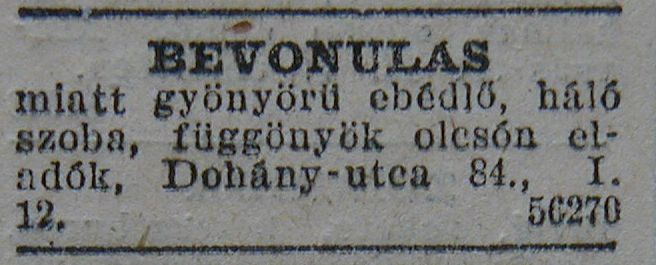 BEVONULAS
miatt gyönyörü ebédlő, háló
szoba, függönyök olcsón el-
adók, Dohány-utca 84., I.
12. 56270